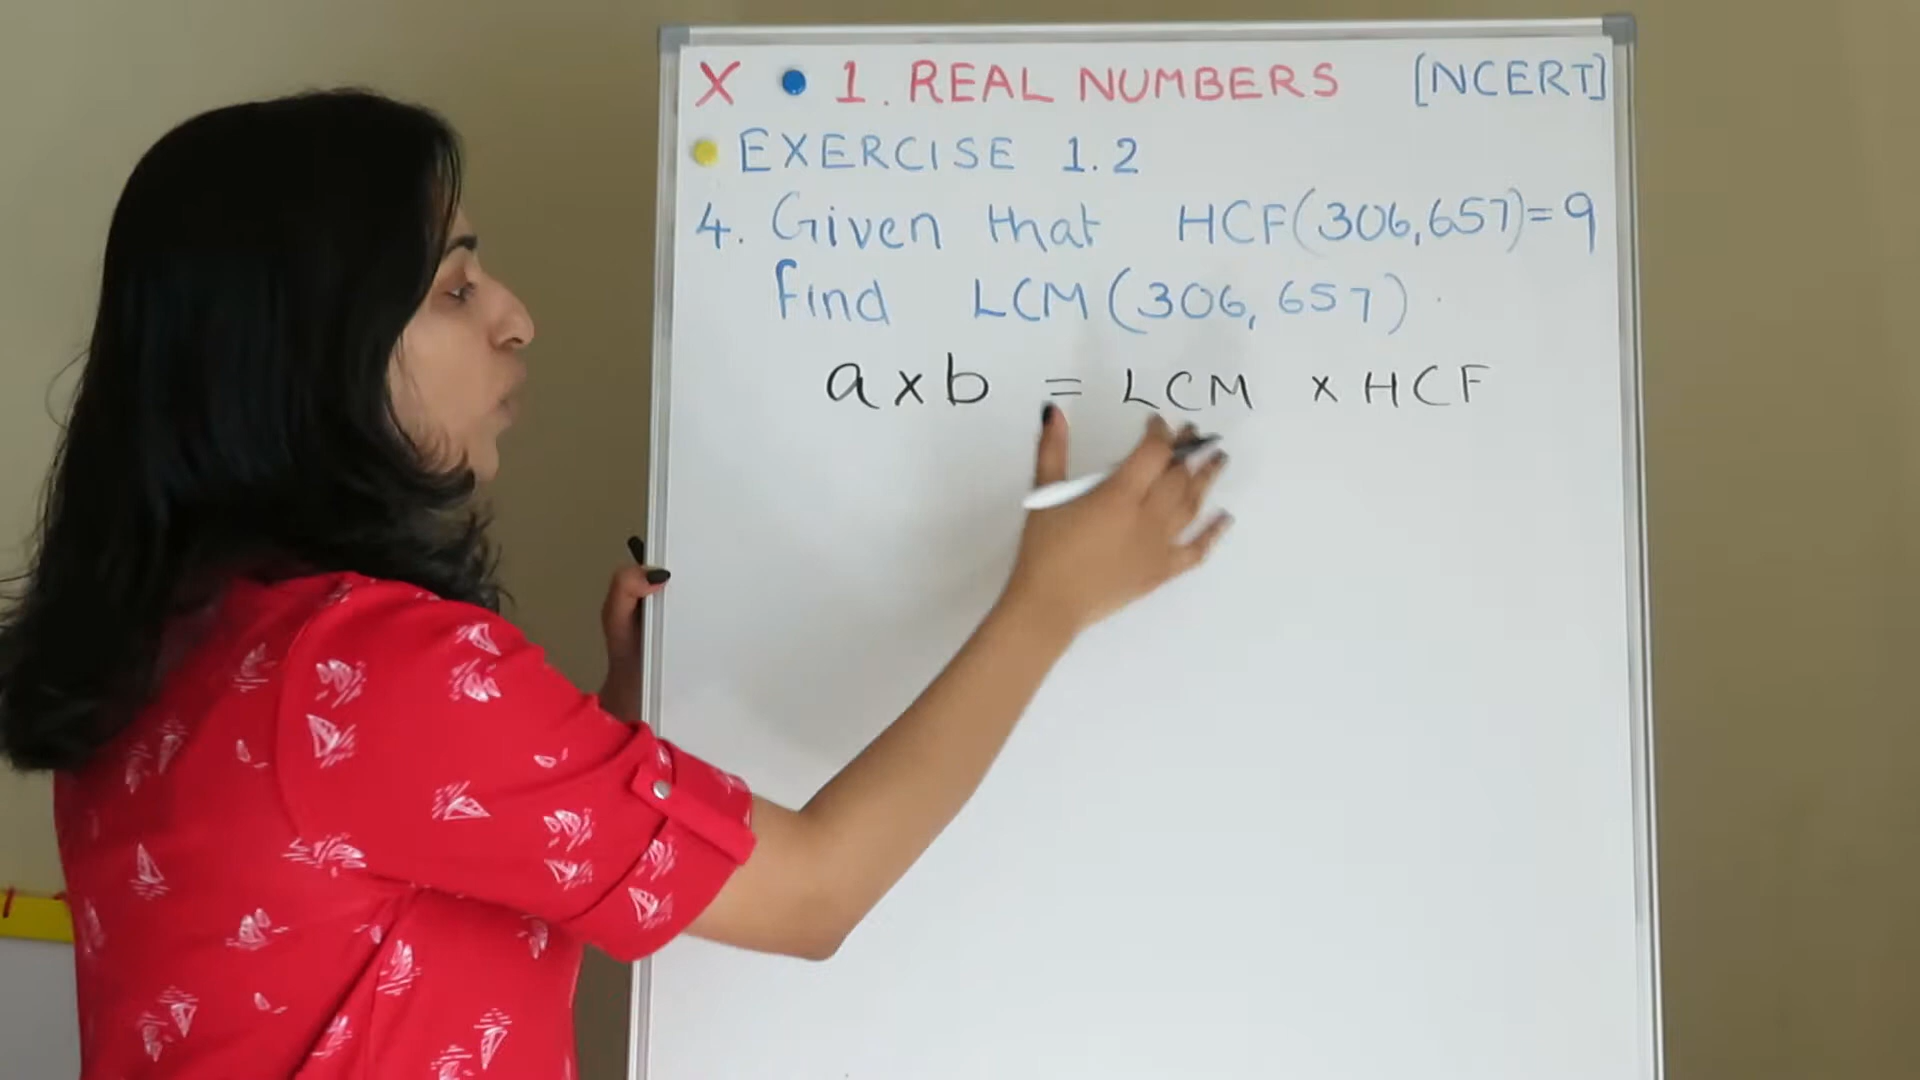 X • 1. REAL NUMBERS [NCERT]
• EXERCISE 1.2
4. Given that HCF(306,657)=9
find LCM(306,657).
a x b = LCM x HCF